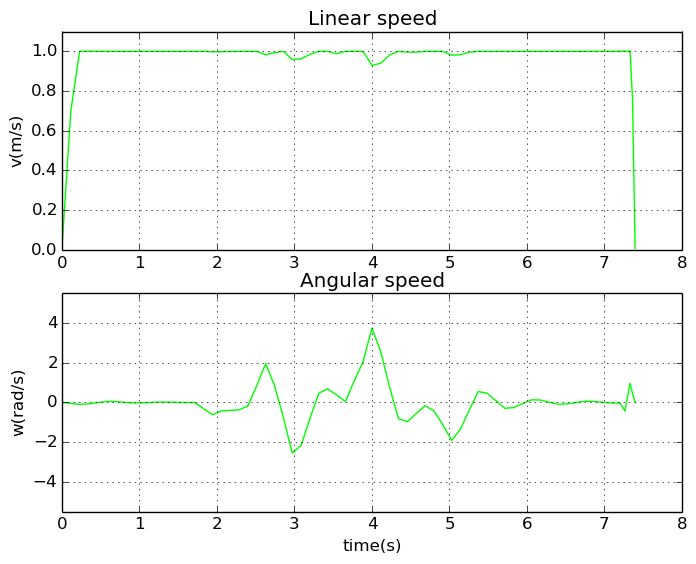 Linear speed
1.0
0.8
0.6
0.4
0.2
0.0
v(m/s)
0 1 2 3 4 5 6 7 8
Angular speed
4
2
0
−2
−4
w(rad/s)
0 1 2 3 4 5 6 7 8
time(s)